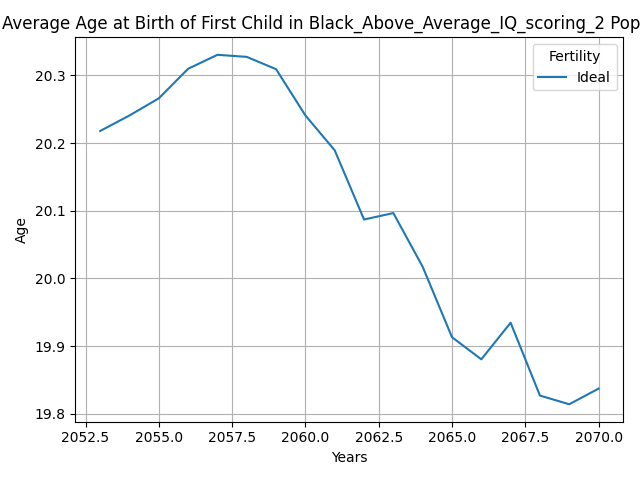 Average Age at Birth of First Child in Black_Above_Average_IQ_scoring_2 Pop
Fertility
Ideal
20.3
20.2
20.1
20.0
19.9
19.8
Age
2052.5 2055.0 2057.5 2060.0 2062.5 2065.0 2067.5 2070.0
Years